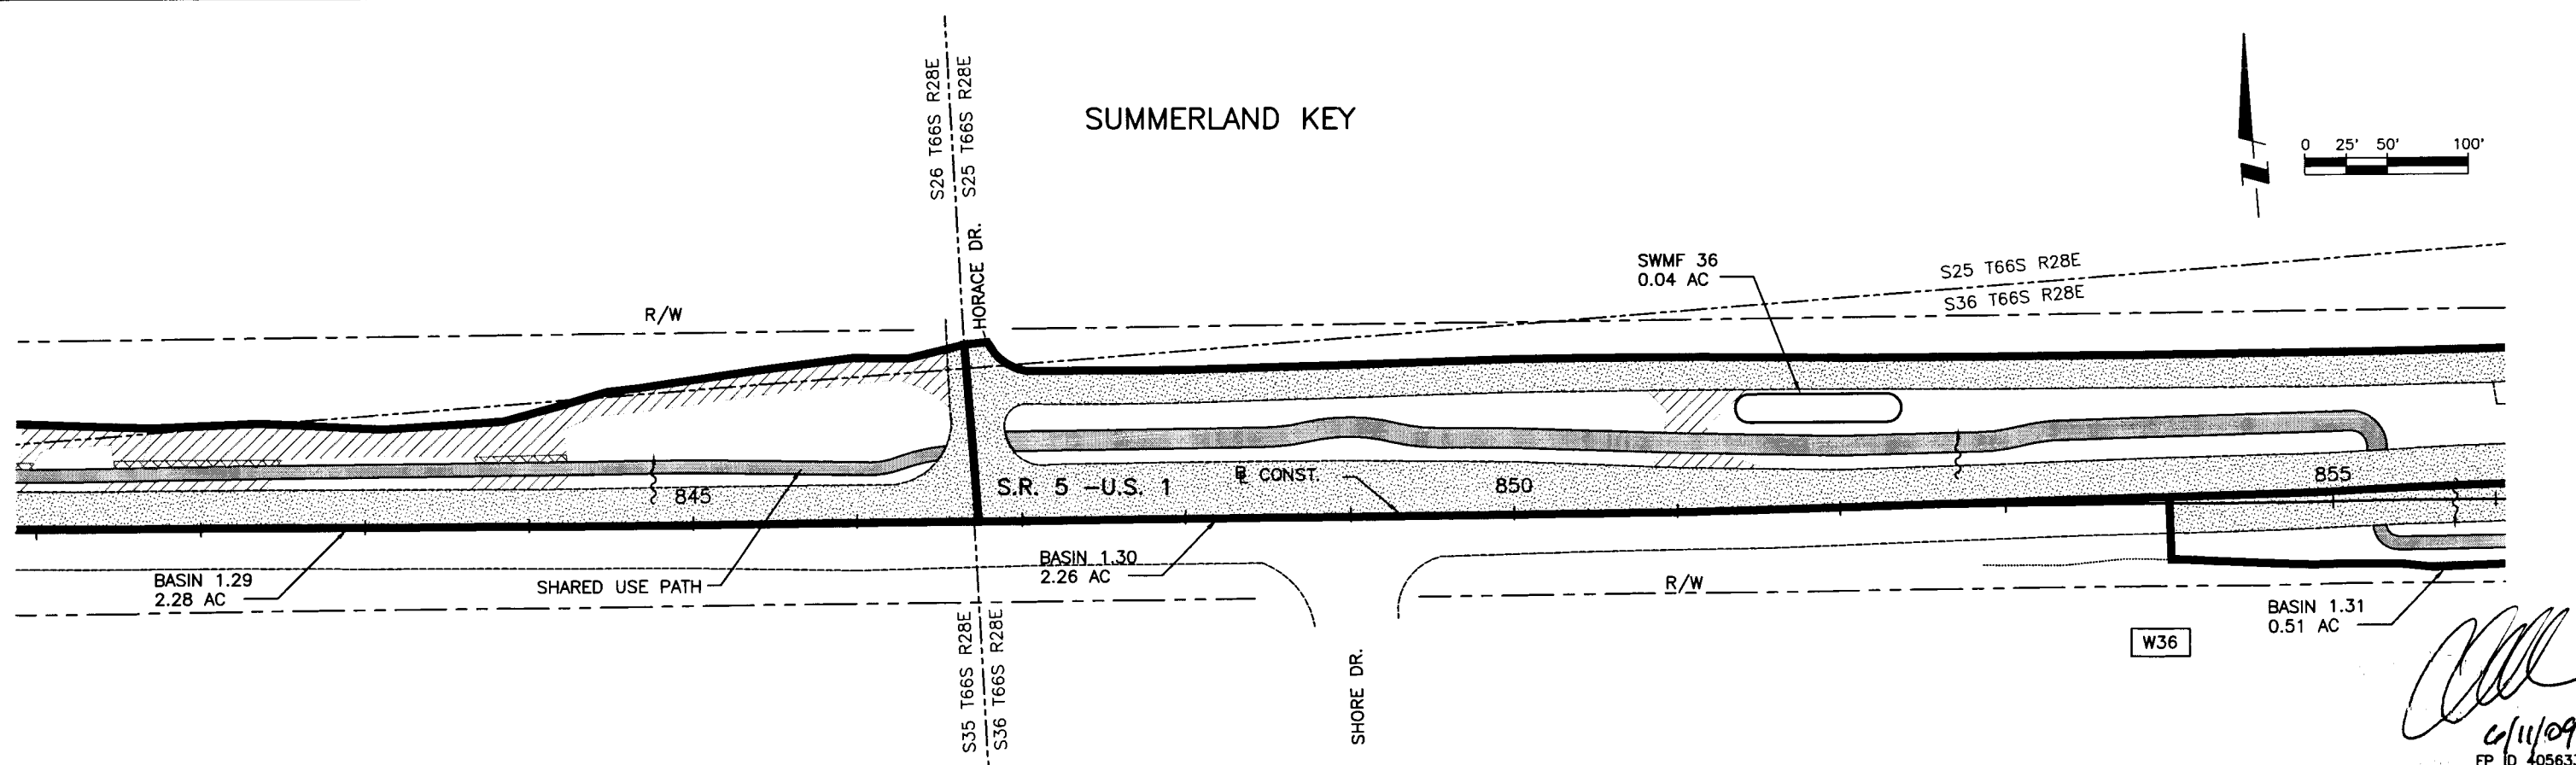 SUMMERLAND KEY
S26 T66S R28E
S25 T66S R28E
HORACE DR.
0 25' 50' 100'
SWMF 36
0.04 AC
S25 T66S R28E
S36 T66S R28E
R/W
845
S.R. 5 -U.S. 1
CONST.
850
855
BASIN 1.29
2.28 AC
SHARED USE PATH
BASIN 1.30
2.26 AC
R/W
BASIN 1.31
0.51 AC
W36
S35 T66S R28E
S36 T66S R28E
SHORE DR.
6/11/09
FP ID 405637